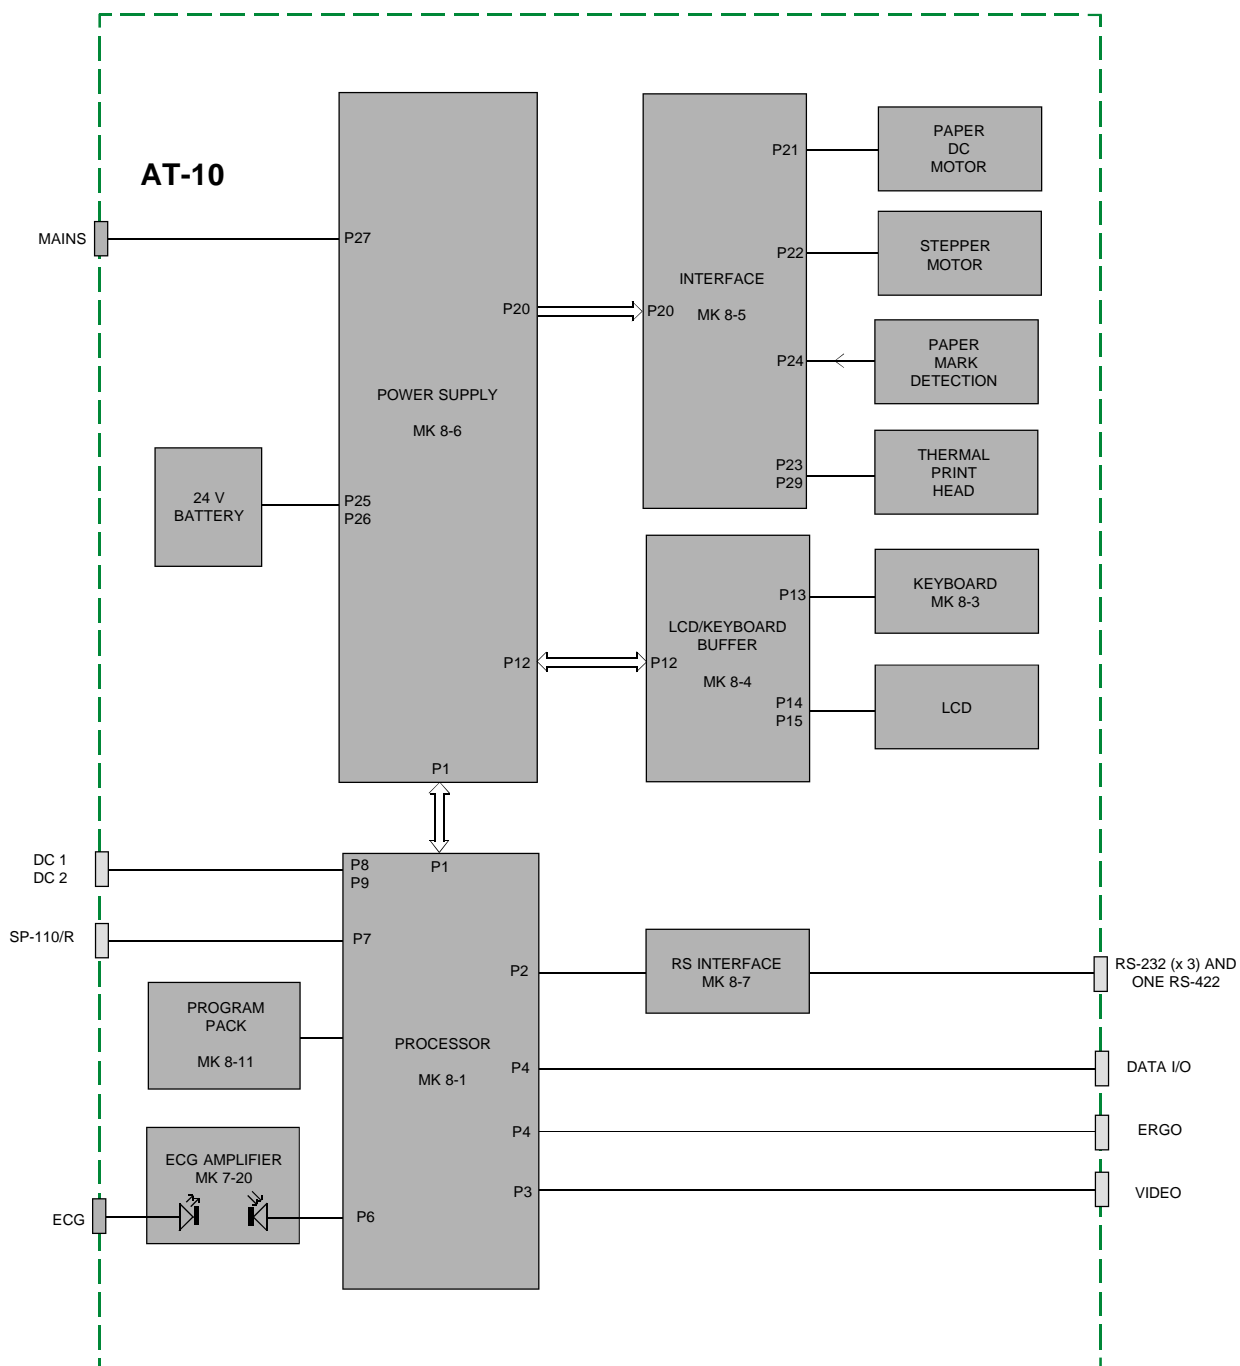 AT-10
MAINS
P27
P20
POWER SUPPLY
MK 8-6
24 V
BATTERY
P25
P26
P12
P1
P21
P22
INTERFACE
MK 8-5
P20
P24
P23
P29
PAPER
DC
MOTOR
STEPPER
MOTOR
PAPER
MARK
DETECTION
THERMAL
PRINT
HEAD
P13
LCD/KEYBOARD
BUFFER
MK 8-4
P12
P14
P15
KEYBOARD
MK 8-3
LCD
DC 1
DC 2
P8
P9
P1
SP-110/R
P7
P2
RS INTERFACE
MK 8-7
RS-232 (x 3) AND
ONE RS-422
PROGRAM
PACK
MK 8-11
PROCESSOR
MK 8-1
P4
DATA I/O
P4
ERGO
ECG AMPLIFIER
MK 7-20
P3
VIDEO
ECG
P6